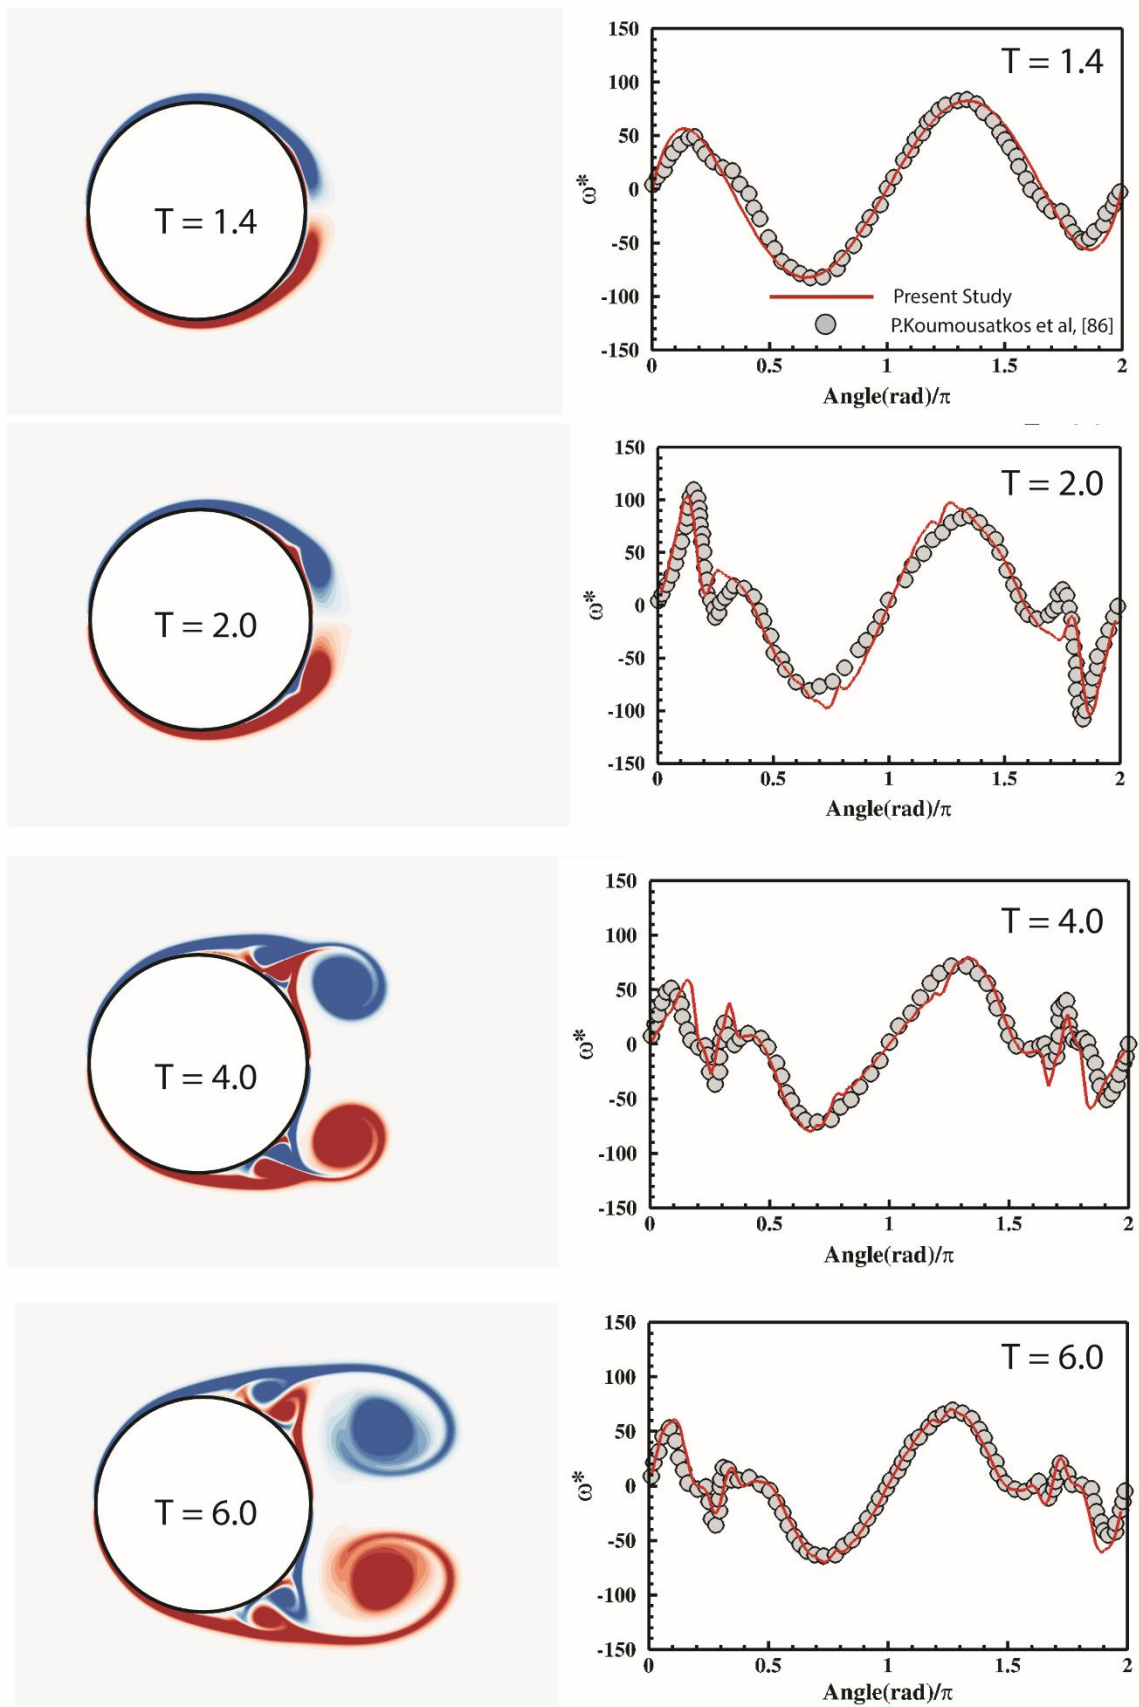 T = 1.4
150
100
50
0
-50
-100
-150
ω*
T = 1.4
Present Study
P.Koumousatkos et al, [86]
0 0.5 1 1.5 2
Angle(rad)/π
T = 2.0
150
100
50
0
-50
-100
-150
ω*
T = 2.0
0 0.5 1 1.5 2
Angle(rad)/π
T = 4.0
150
100
50
0
-50
-100
-150
ω*
T = 4.0
0 0.5 1 1.5 2
Angle(rad)/π
T = 6.0
150
100
50
0
-50
-100
-150
ω*
T = 6.0
0 0.5 1 1.5 2
Angle(rad)/π